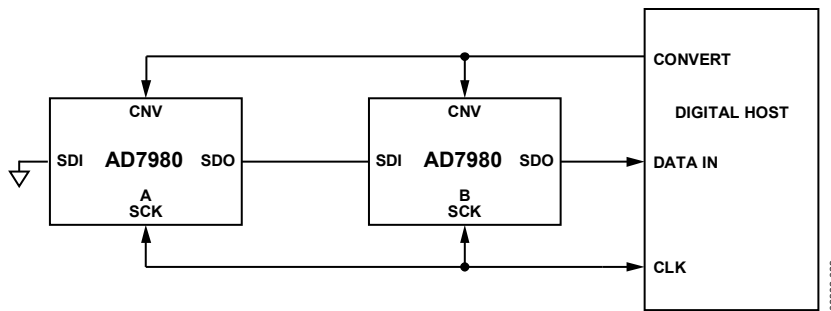 CONVERT
CNV
CNV
DIGITAL HOST
SDI AD7980 SDO
SDI AD7980 SDO
DATA IN
A
SCK
B
SCK
CLK